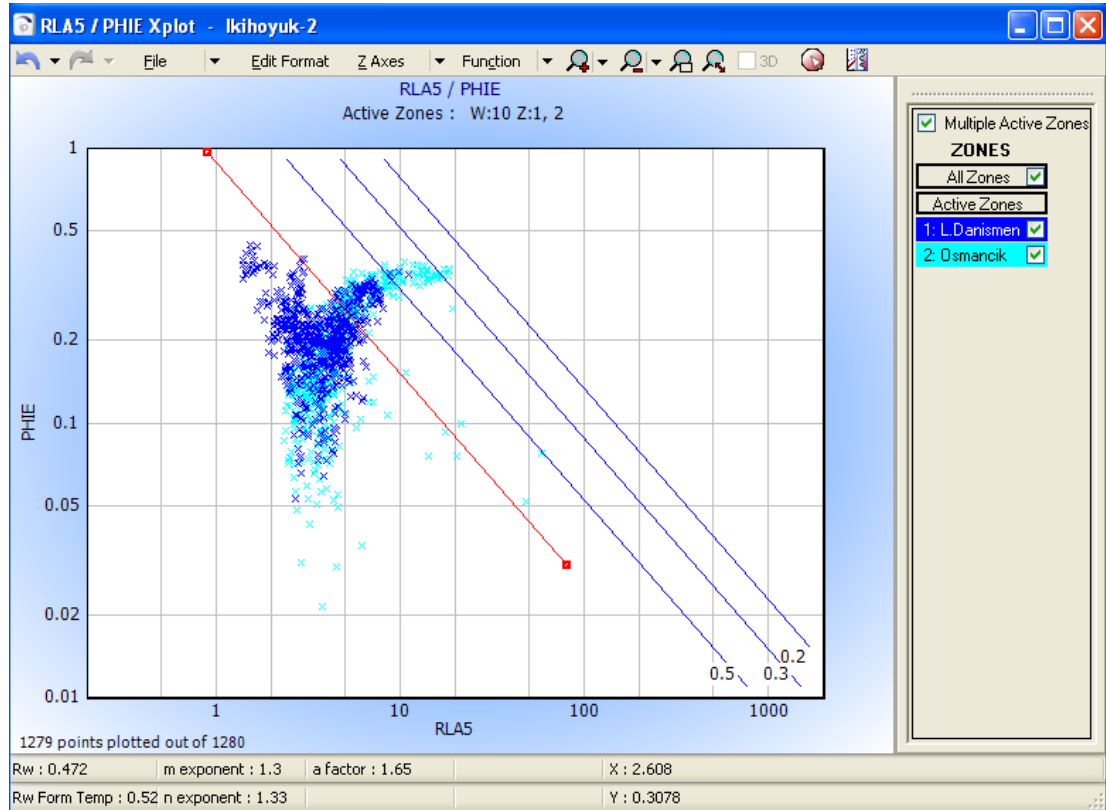 RLA5 / PHIE Xplot - Ikihoyuk-2
File Edit Format Z Axes Function 3D
RLA5 / PHIE
Active Zones : W:10 Z:1, 2
1
0.5
0.2
0.1
0.05
0.02
0.01
PHIE
0.5 0.3 0.2
1 10 100 1000
RLA5
1279 points plotted out of 1280
Multiple Active Zones
ZONES
All Zones
Active Zones
1: L.Danismen
2: Osmancik
Rw : 0.472 m exponent : 1.3 a factor : 1.65 X : 2.608
Rw Form Temp : 0.52 n exponent : 1.33 Y : 0.3078